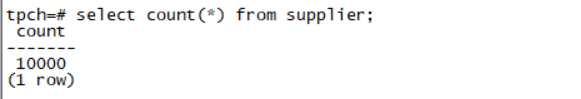 tpch=# select count(*) from supplier;
 count
-------
 10000
(1 row)